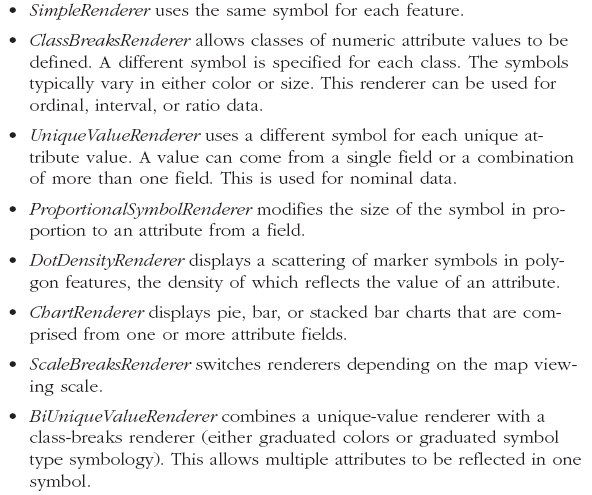 • SimpleRenderer uses the same symbol for each feature.
• ClassBreaksRenderer allows classes of numeric attribute values to be
defined. A different symbol is specified for each class. The symbols
typically vary in either color or size. This renderer can be used for
ordinal, interval, or ratio data.
• UniqueValueRenderer uses a different symbol for each unique at-
tribute value. A value can come from a single field or a combination
of more than one field. This is used for nominal data.
• ProportionalSymbolRenderer modifies the size of the symbol in pro-
portion to an attribute from a field.
• DotDensityRenderer displays a scattering of marker symbols in poly-
gon features, the density of which reflects the value of an attribute.
• ChartRenderer displays pie, bar, or stacked bar charts that are com-
prised from one or more attribute fields.
• ScaleBreaksRenderer switches renderers depending on the map view-
ing scale.
• BiUniqueValueRenderer combines a unique-value renderer with a
class-breaks renderer (either graduated colors or graduated symbol
type symbology). This allows multiple attributes to be reflected in one
symbol.